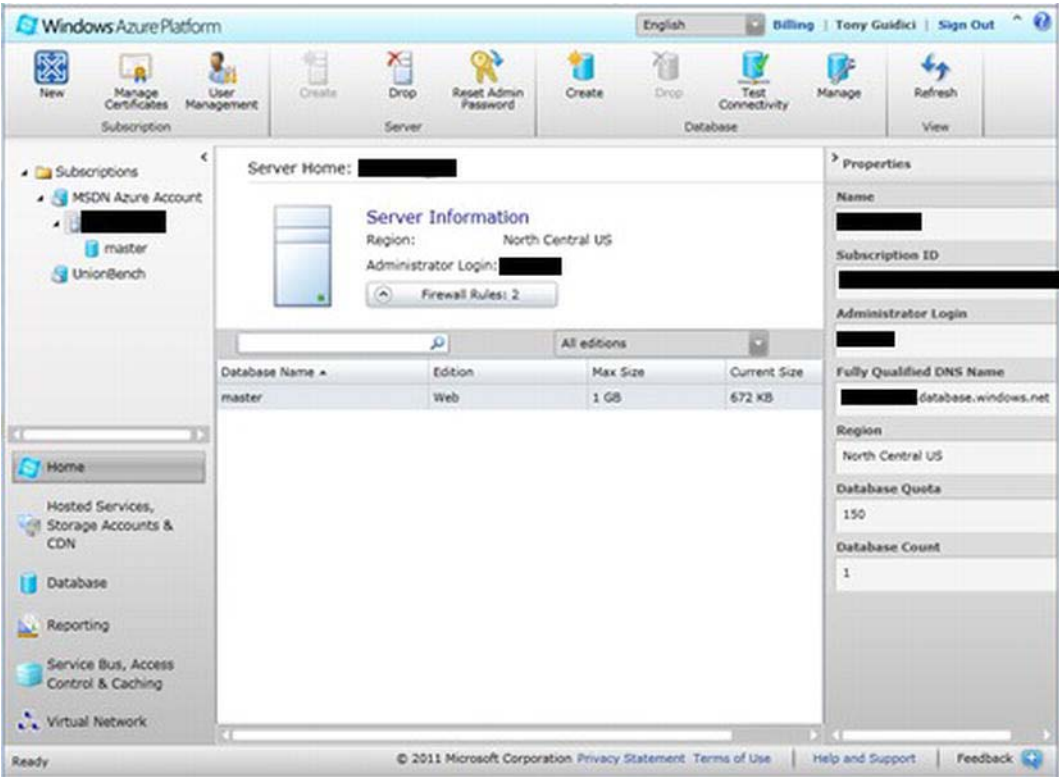 Windows Azure Platform
English
Billing | Tony Guidici | Sign Out
New
Manage Certificates
User Management
Subscription
Create
Drop
Reset Admin Password
Server
Create
Drop
Test Connectivity
Manage
Database
Refresh
View
Subscriptions
MSDN Azure Account
master
UnionBench
Home
Hosted Services,
Storage Accounts &
CDN
Database
Reporting
Service Bus, Access
Control & Caching
Virtual Network
Server Home:
Server Information
Region: North Central US
Administrator Login:
Firewall Rules: 2
All editions
Database Name Edition Max Size Current Size
master Web 1 GB 672 KB
Properties
Name
Subscription ID
Administrator Login
Fully Qualified DNS Name
.database.windows.net
Region
North Central US
Database Quota
150
Database Count
1
Ready
© 2011 Microsoft Corporation Privacy Statement Terms of Use | Help and Support | Feedback